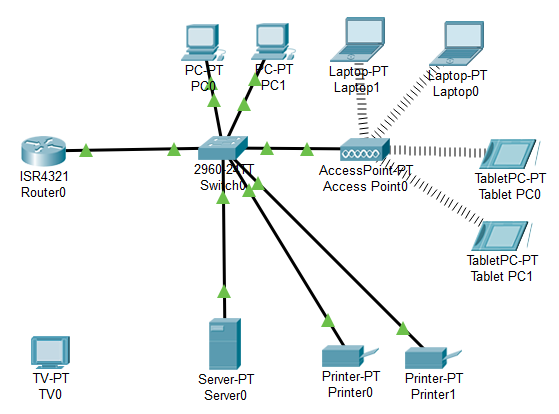 PC-PT
PC0
PC-PT
PC1
Laptop-PT
Laptop1
Laptop-PT
Laptop0
ISR4321
Router0
2960-24TT
Switch0
AccessPoint-PT
Access Point0
TabletPC-PT
Tablet PC0
TabletPC-PT
Tablet PC1
TV-PT
TV0
Server-PT
Server0
Printer-PT
Printer0
Printer-PT
Printer1